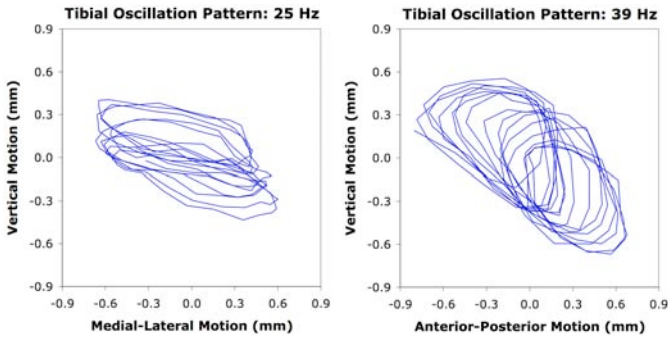 Tibial Oscillation Pattern: 25 Hz
0.9
0.6
0.3
0.0
-0.3
-0.6
-0.9
Vertical Motion (mm)
-0.9 -0.6 -0.3 0.0 0.3 0.6 0.9
Medial-Lateral Motion (mm)
Tibial Oscillation Pattern: 39 Hz
0.9
0.6
0.3
0.0
-0.3
-0.6
-0.9
Vertical Motion (mm)
-0.9 -0.6 -0.3 0.0 0.3 0.6 0.9
Anterior-Posterior Motion (mm)